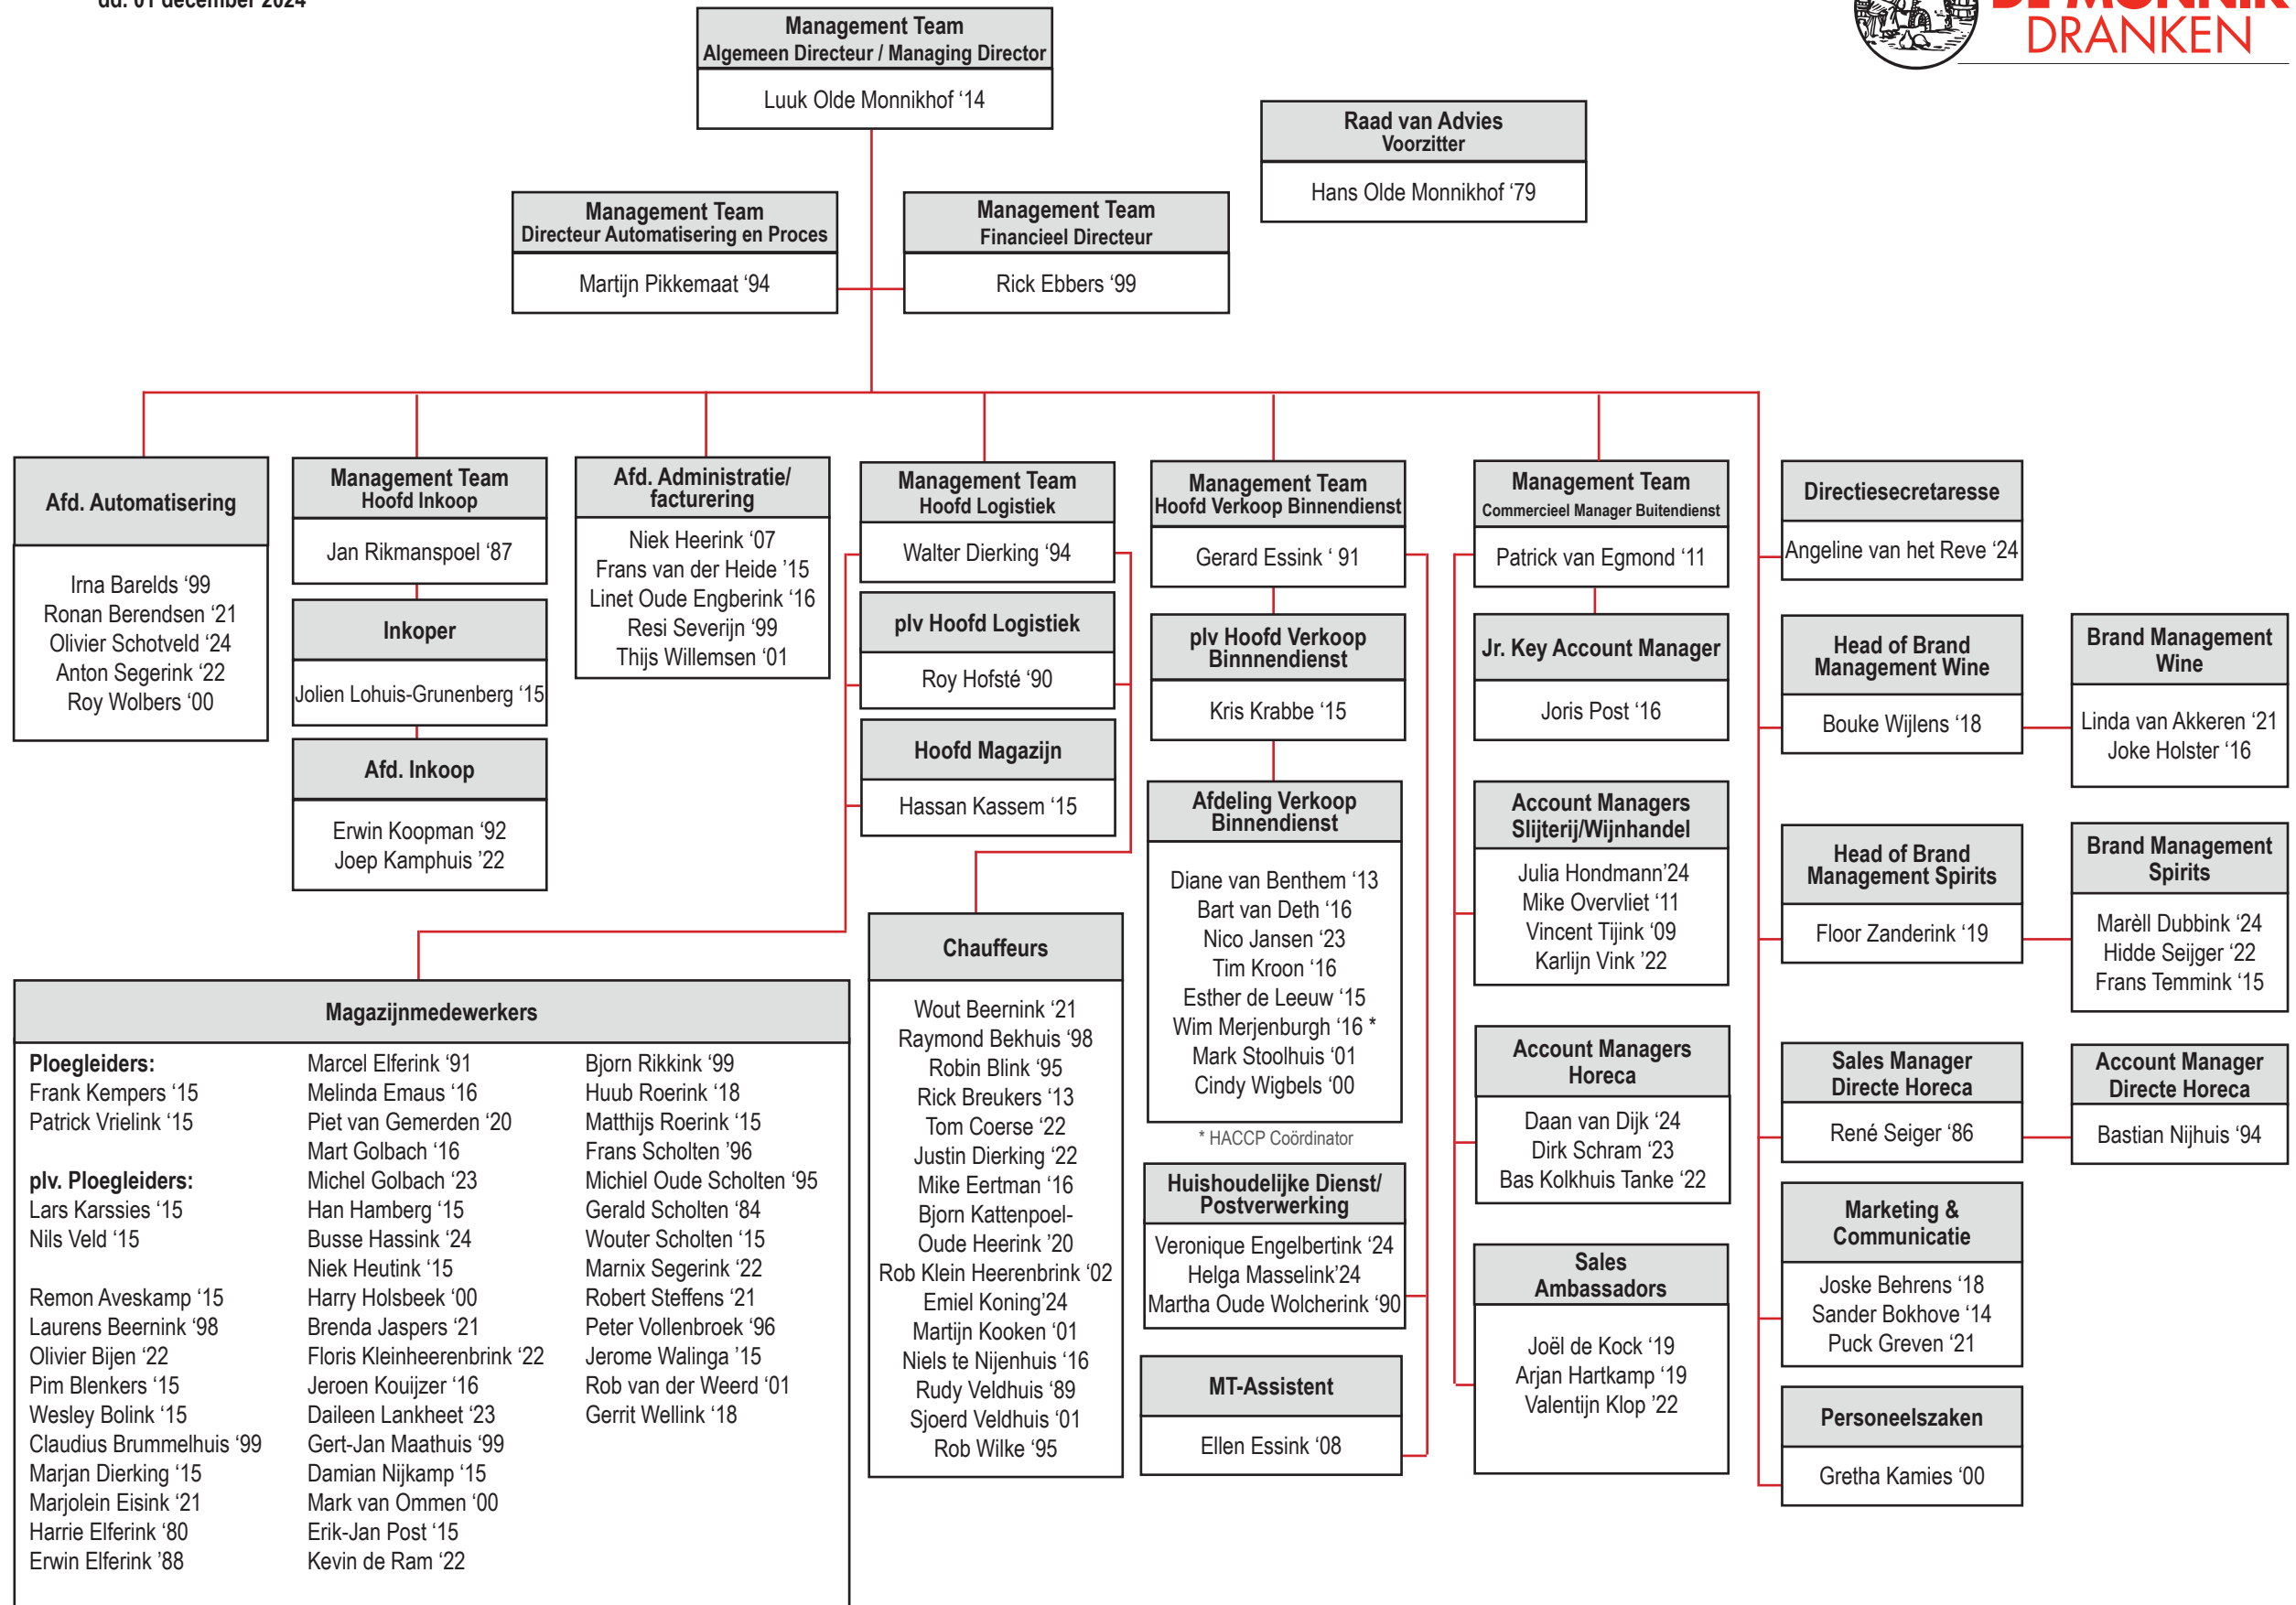 dd. 01 december 2024
DE MONNIK
DRANKEN
Management Team
Algemeen Directeur / Managing Director
Luuk Olde Monnikhof ‘14
Raad van Advies
Voorzitter
Hans Olde Monnikhof ‘79
Management Team
Directeur Automatisering en Proces
Martijn Pikkemaat ‘94
Management Team
Financieel Directeur
Rick Ebbers ‘99
Afd. Automatisering
Irna Barelds ‘99
Ronan Berendsen ‘21
Olivier Schotveld ‘24
Anton Segerink ‘22
Roy Wolbers ‘00
Management Team
Hoofd Inkoop
Jan Rikmanspoel ‘87
Inkoper
Jolien Lohuis-Grunenberg ‘15
Afd. Inkoop
Erwin Koopman ‘92
Joep Kamphuis ’22
Afd. Administratie/
facturering
Niek Heerink ‘07
Frans van der Heide ’15
Linet Oude Engberink ‘16
Resi Severijn ‘99
Thijs Willemsen ‘01
Management Team
Hoofd Logistiek
Walter Dierking ‘94
plv Hoofd Logistiek
Roy Hofsté ‘90
Hoofd Magazijn
Hassan Kassem ‘15
Management Team
Hoofd Verkoop Binnendienst
Gerard Essink ‘ 91
plv Hoofd Verkoop
Binnnendienst
Kris Krabbe ‘15
Afdeling Verkoop
Binnendienst
Diane van Benthem ‘13
Bart van Deth ‘16
Nico Jansen ‘23
Tim Kroon ‘16
Esther de Leeuw ‘15
Wim Merjenburgh ‘16 *
Mark Stoolhuis ‘01
Cindy Wigbels ‘00
* HACCP Coördinator
Huishoudelijke Dienst/
Postverwerking
Veronique Engelbertink ‘24
Helga Masselink’24
Martha Oude Wolcherink ‘90
MT-Assistent
Ellen Essink ‘08
Management Team
Commercieel Manager Buitendienst
Patrick van Egmond ‘11
Jr. Key Account Manager
Joris Post ‘16
Account Managers
Slijterij/Wijnhandel
Julia Hondmann’24
Mike Overvliet ‘11
Vincent Tijink ‘09
Karlijn Vink ’22
Account Managers
Horeca
Daan van Dijk ‘24
Dirk Schram ‘23
Bas Kolkhuis Tanke ‘22
Sales
Ambassadors
Joël de Kock ‘19
Arjan Hartkamp ‘19
Valentijn Klop ‘22
Directiesecretaresse
Angeline van het Reve ‘24
Head of Brand
Management Wine
Bouke Wijlens ‘18
Brand Management
Wine
Linda van Akkeren ‘21
Joke Holster ‘16
Head of Brand
Management Spirits
Floor Zanderink ‘19
Brand Management
Spirits
Marèll Dubbink ‘24
Hidde Seijger ‘22
Frans Temmink ‘15
Sales Manager
Directe Horeca
René Seiger ‘86
Account Manager
Directe Horeca
Bastian Nijhuis ‘94
Marketing &
Communicatie
Joske Behrens ‘18
Sander Bokhove ‘14
Puck Greven ‘21
Personeelszaken
Gretha Kamies ‘00
Chauffeurs
Wout Beernink ‘21
Raymond Bekhuis ‘98
Robin Blink ‘95
Rick Breukers ‘13
Tom Coerse ‘22
Justin Dierking ‘22
Mike Eertman ‘16
Bjorn Kattenpoel-
Oude Heerink ‘20
Rob Klein Heerenbrink ‘02
Emiel Koning’24
Martijn Kooken ‘01
Niels te Nijenhuis ‘16
Rudy Veldhuis ‘89
Sjoerd Veldhuis ‘01
Rob Wilke ‘95
Magazijnmedewerkers
Ploegleiders:
Frank Kempers ‘15
Patrick Vrielink ‘15
plv. Ploegleiders:
Lars Karssies ‘15
Nils Veld ‘15
Remon Aveskamp ‘15
Laurens Beernink ‘98
Olivier Bijen ‘22
Pim Blenkers ‘15
Wesley Bolink ‘15
Claudius Brummelhuis ‘99
Marjan Dierking ‘15
Marjolein Eisink ‘21
Harrie Elferink ‘80
Erwin Elferink ’88
Marcel Elferink ‘91
Melinda Emaus ‘16
Piet van Gemerden ‘20
Mart Golbach ‘16
Michel Golbach ‘23
Han Hamberg ‘15
Busse Hassink ‘24
Niek Heutink ‘15
Harry Holsbeek ‘00
Brenda Jaspers ‘21
Floris Kleinheerenbrink ‘22
Jeroen Kouijzer ‘16
Daileen Lankheet ‘23
Gert-Jan Maathuis ‘99
Damian Nijkamp ‘15
Mark van Ommen ‘00
Erik-Jan Post ‘15
Kevin de Ram ‘22
Bjorn Rikkink ‘99
Huub Roerink ‘18
Matthijs Roerink ‘15
Frans Scholten ’96
Michiel Oude Scholten ‘95
Gerald Scholten ‘84
Wouter Scholten ‘15
Marnix Segerink ‘22
Robert Steffens ‘21
Peter Vollenbroek ‘96
Jerome Walinga ’15
Rob van der Weerd ‘01
Gerrit Wellink ‘18